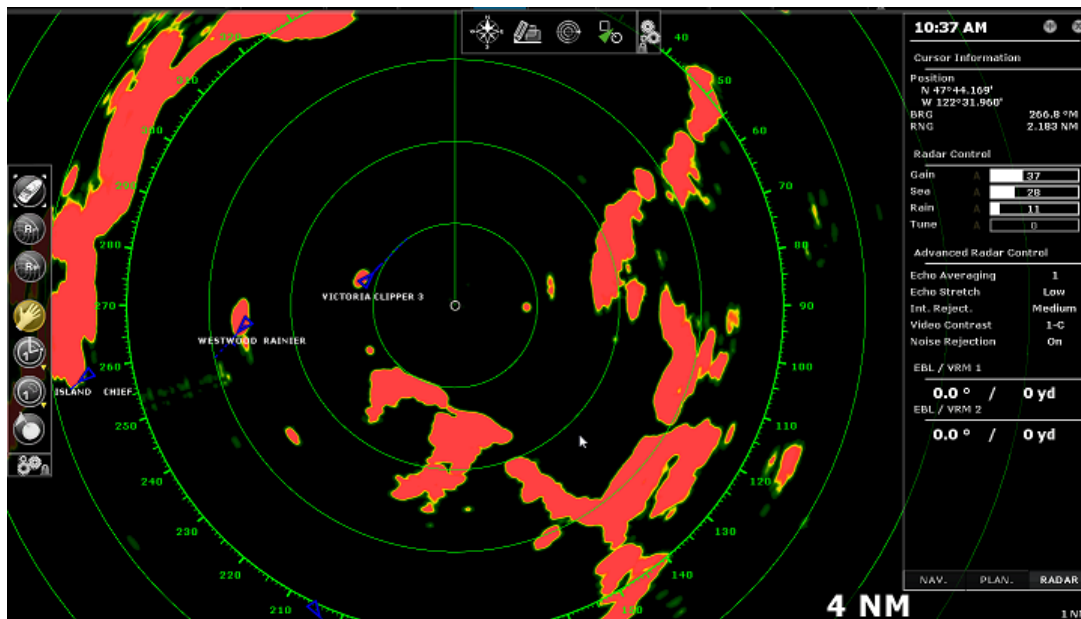 10:37 AM
Cursor Information
Position
N 47°44.169'
W 122°31.960'
BRG 266.8 °M
RNG 2.183 NM
Radar Control
Gain A 37
Sea A 28
Rain A 11
Tune A 0
Advanced Radar Control
Echo Averaging 1
Echo Stretch Low
Int. Reject. Medium
Video Contrast 1-C
Noise Rejection On
EBL / VRM 1
0.0 ° / 0 yd
EBL / VRM 2
0.0 ° / 0 yd
NAV. PLAN. RADAR
4 NM
40
50
60
70
80
90
100
110
120
130
140
210
220
230
240
250
260
270
280
290
300
310
VICTORIA CLIPPER 3
WESTWOOD RAINIER
ISLAND CHIEF